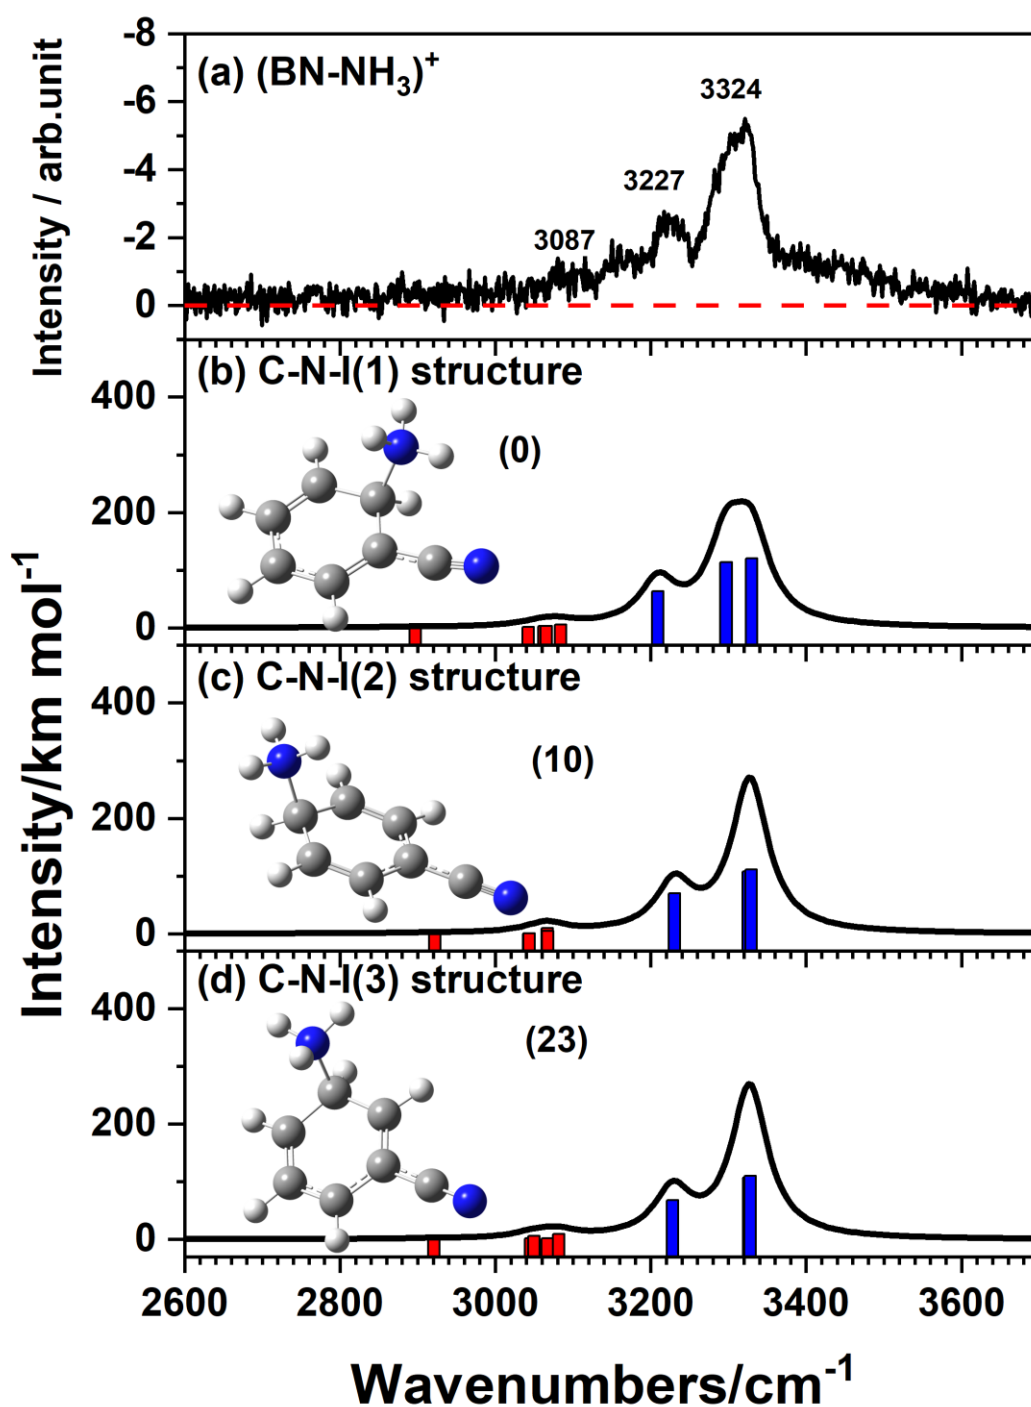 (a) (BN-NH₃)⁺
3324
3227
3087
-8
-6
-4
-2
0
Intensity / arb.unit
(b) C-N-I(1) structure
(0)
400
200
0
(c) C-N-I(2) structure
(10)
400
200
0
(d) C-N-I(3) structure
(23)
400
200
0
Intensity/km mol⁻¹
2600 2800 3000 3200 3400 3600
Wavenumbers/cm⁻¹